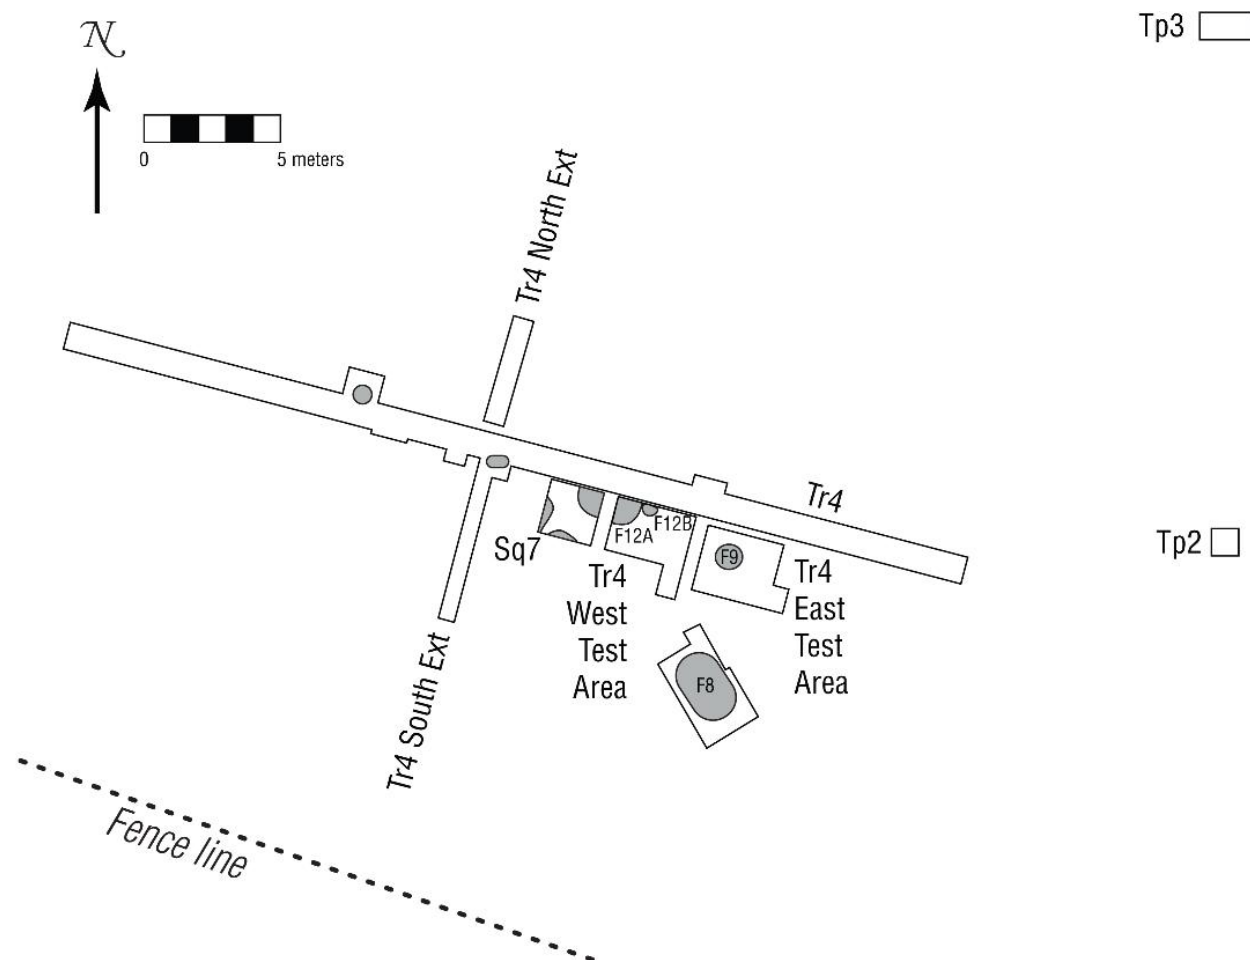 Tp3
N
0 5 meters
Tr4 North Ext
Tr4
F12B
F12A
Sq7
Tp2
F9
Tr4
West
Test
Area
Tr4
East
Test
Area
F8
Tr4 South Ext
Fence line